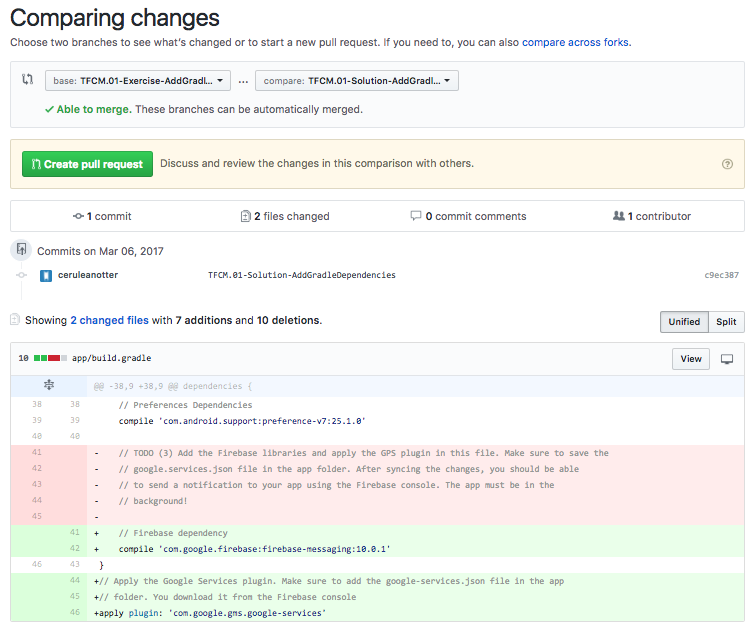 Comparing changes
Choose two branches to see what's changed or to start a new pull request. If you need to, you can also compare across forks.
base: TFCM.01-Exercise-AddGradl... ... compare: TFCM.01-Solution-AddGradl...
Able to merge. These branches can be automatically merged.
Create pull request Discuss and review the changes in this comparison with others.
1 commit 2 files changed 0 commit comments 1 contributor
Commits on Mar 06, 2017
ceruleanotter TFCM.01-Solution-AddGradleDependencies c9ec387
Showing 2 changed files with 7 additions and 10 deletions. Unified Split
10 app/build.gradle View
@@ -38,9 +38,9 @@ dependencies {
38 38 // Preferences Dependencies
39 39 compile 'com.android.support:preference-v7:25.1.0'
40 40
41 - // TODO (3) Add the Firebase libraries and apply the GPS plugin in this file. Make sure to save the
42 - // google.services.json file in the app folder. After syncing the changes, you should be able
43 - // to send a notification to your app using the Firebase console. The app must be in the
44 - // background!
45 -
41 + // Firebase dependency
42 + compile 'com.google.firebase:firebase-messaging:10.0.1'
46 43 }
44 +// Apply the Google Services plugin. Make sure to add the google-services.json file in the app
45 +// folder. You download it from the Firebase console
46 +apply plugin: 'com.google.gms.google-services'